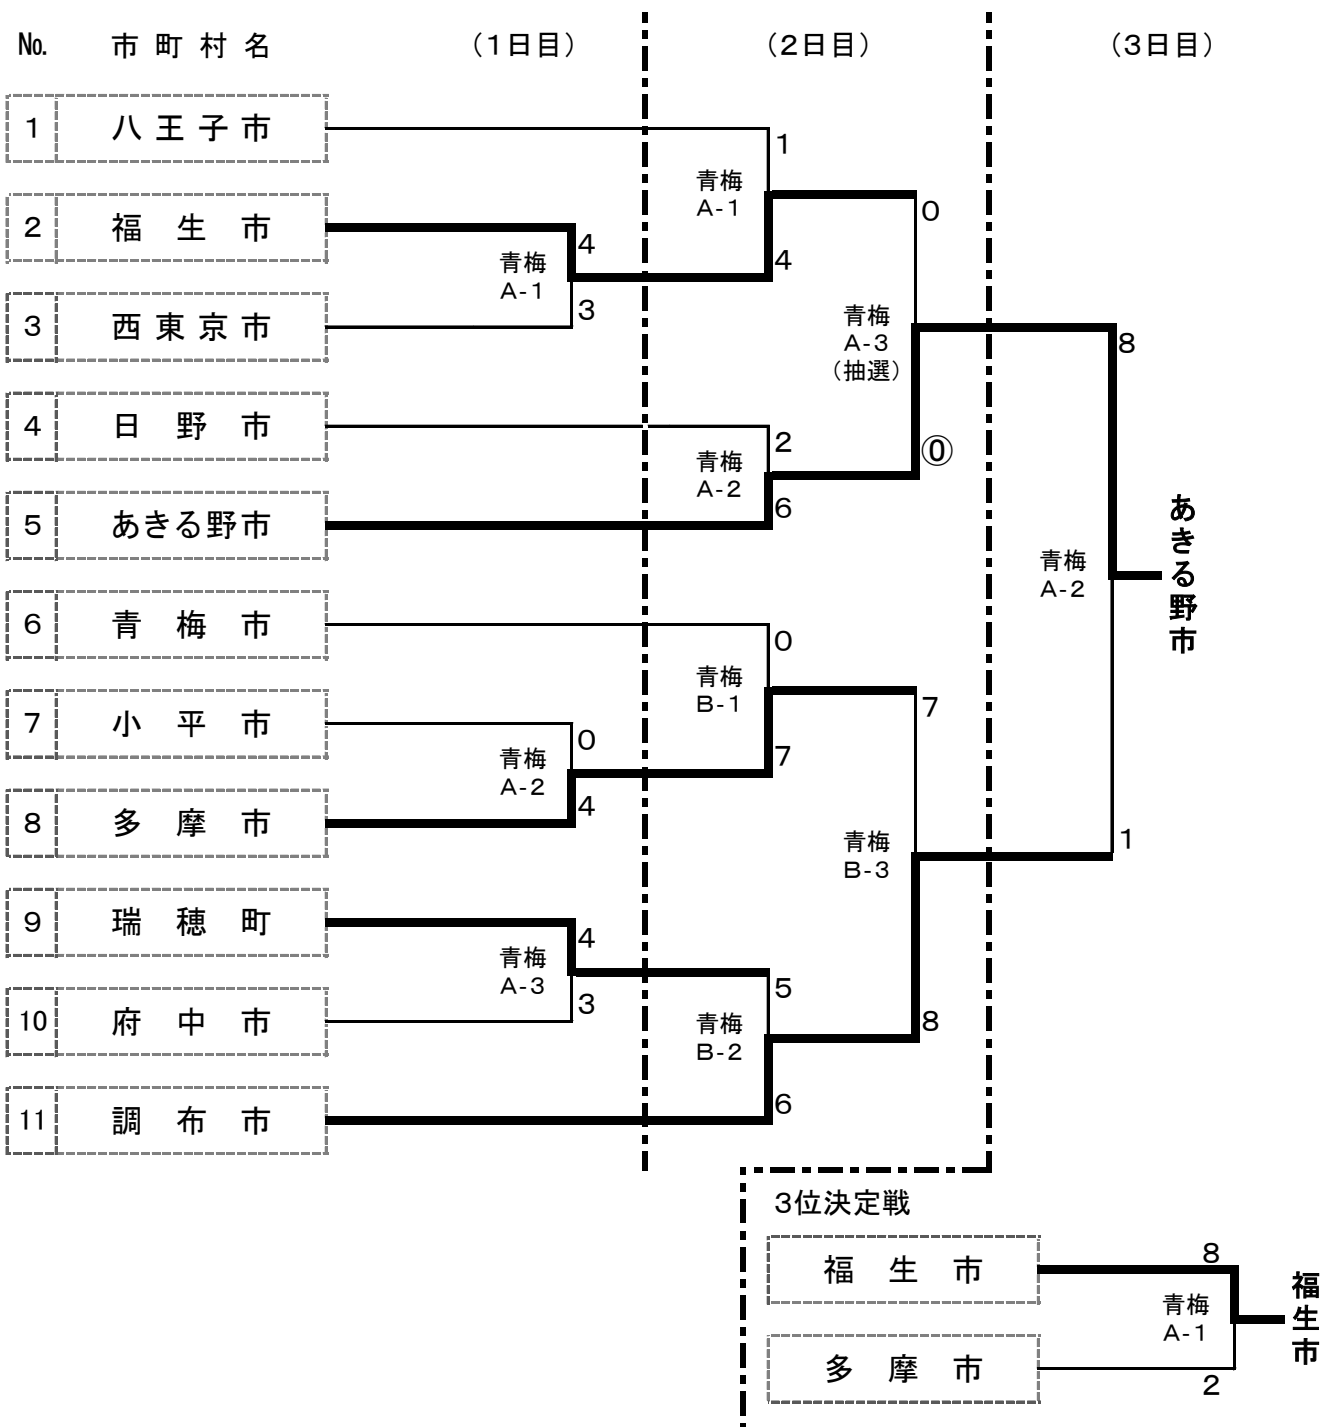 № 市町村名 （1日目） （2日目） （3日目）
1 八王子市
1
青梅
A-1
0
2 福生市
4
4
青梅
A-1
3
3 西東京市
青梅
A-3
（抽選）
8
4 日野市
2
⓪
青梅
A-2
6
5 あきる野市
あきる野市
青梅
A-2
6 青梅市
0
青梅
B-1
7
7 小平市
0
7
青梅
A-2
4
8 多摩市
1
青梅
B-3
9 瑞穂町
4
青梅
A-3
5
3
10 府中市
8
青梅
B-2
6
11 調布市
3位決定戦
福生市
8
福生市
青梅
A-1
多摩市
2